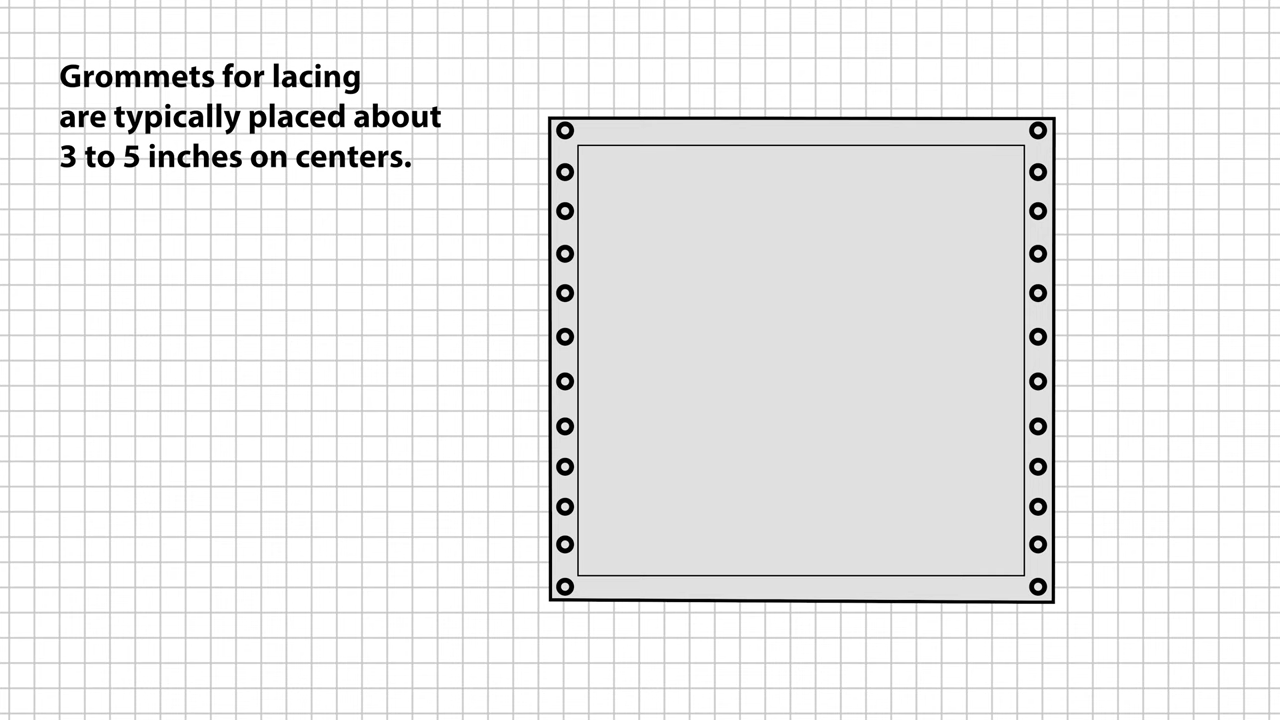 Grommets for lacing
are typically placed about
3 to 5 inches on centers.